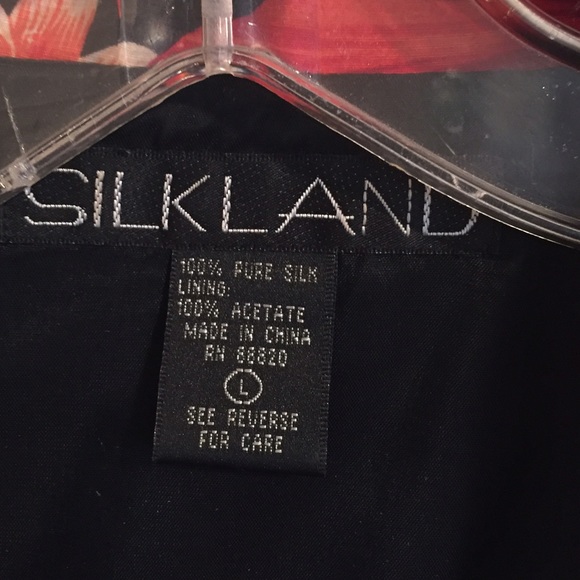 SILKLAND
100% PURE SILK
LINING:
100% ACETATE
MADE IN CHINA
RN 88820
L
SEE REVERSE
FOR CARE